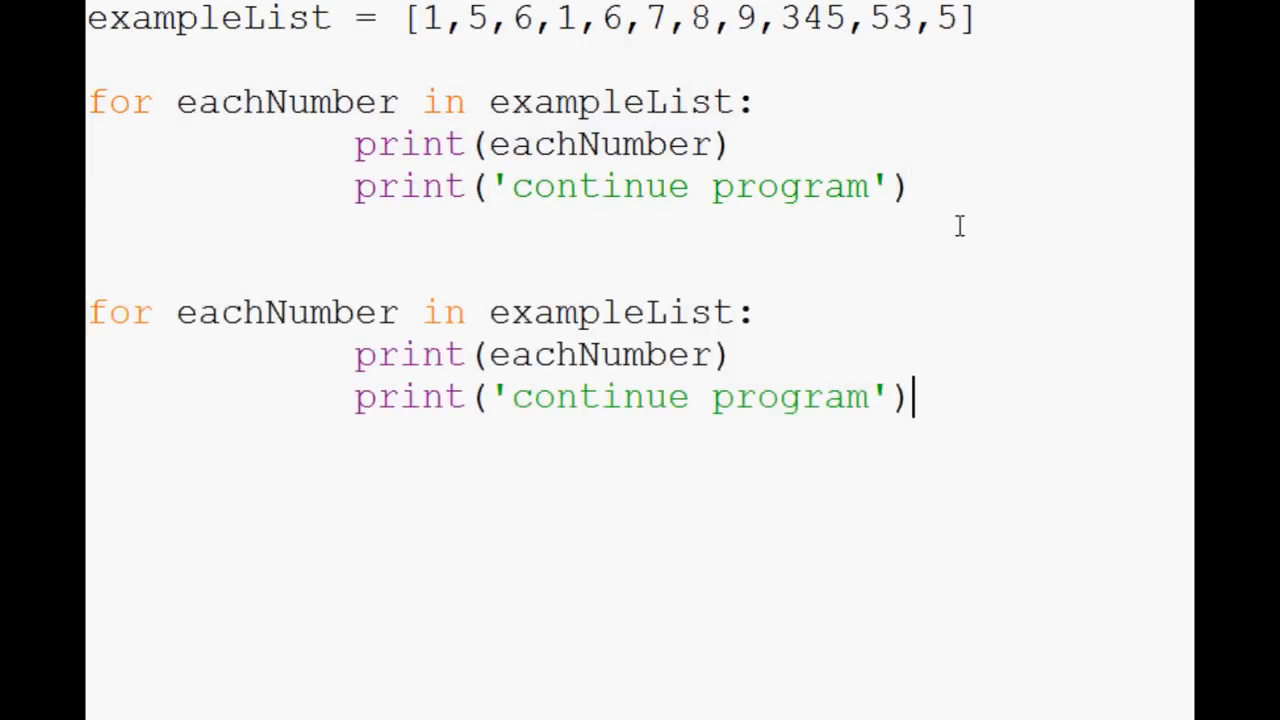 exampleList = [1,5,6,1,6,7,8,9,345,53,5]
for eachNumber in exampleList:
print(eachNumber)
print('continue program')
for eachNumber in exampleList:
print(eachNumber)
print('continue program')